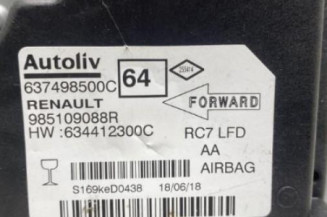 Autoliv
64
637498500C
RENAULT
FORWARD
985109088R
HW :634412300C
RC7 LFD
AA
AIRBAG
S169keD0438 18/06/18